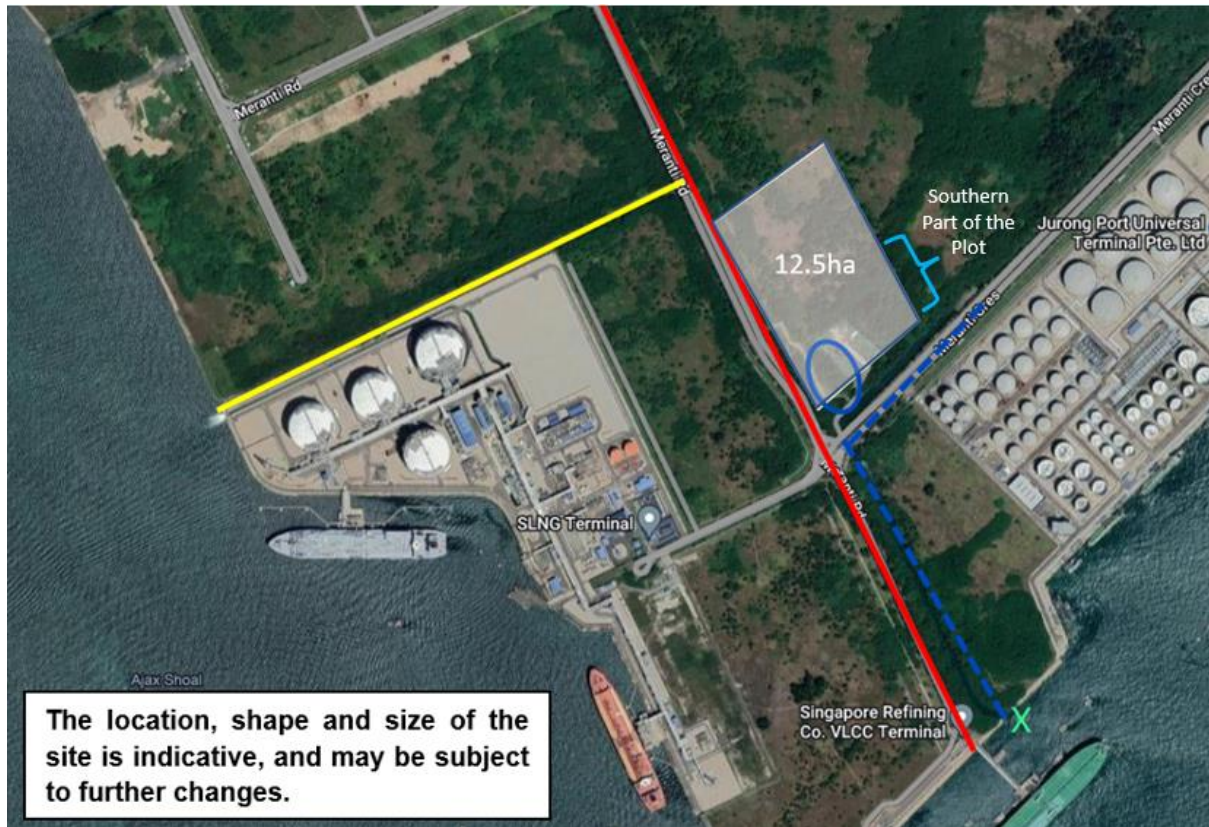 Meranti Rd
Meranti Rd
Meranti Cres
Southern
Part of the
Plot
Jurong Port Universal
Terminal Pte. Ltd
12.5ha
Meranti Cres
Meranti Rd
SLNG Terminal
Ajax Shoal
Singapore Refining
Co. VLCC Terminal
X
The location, shape and size of the
site is indicative, and may be subject
to further changes.